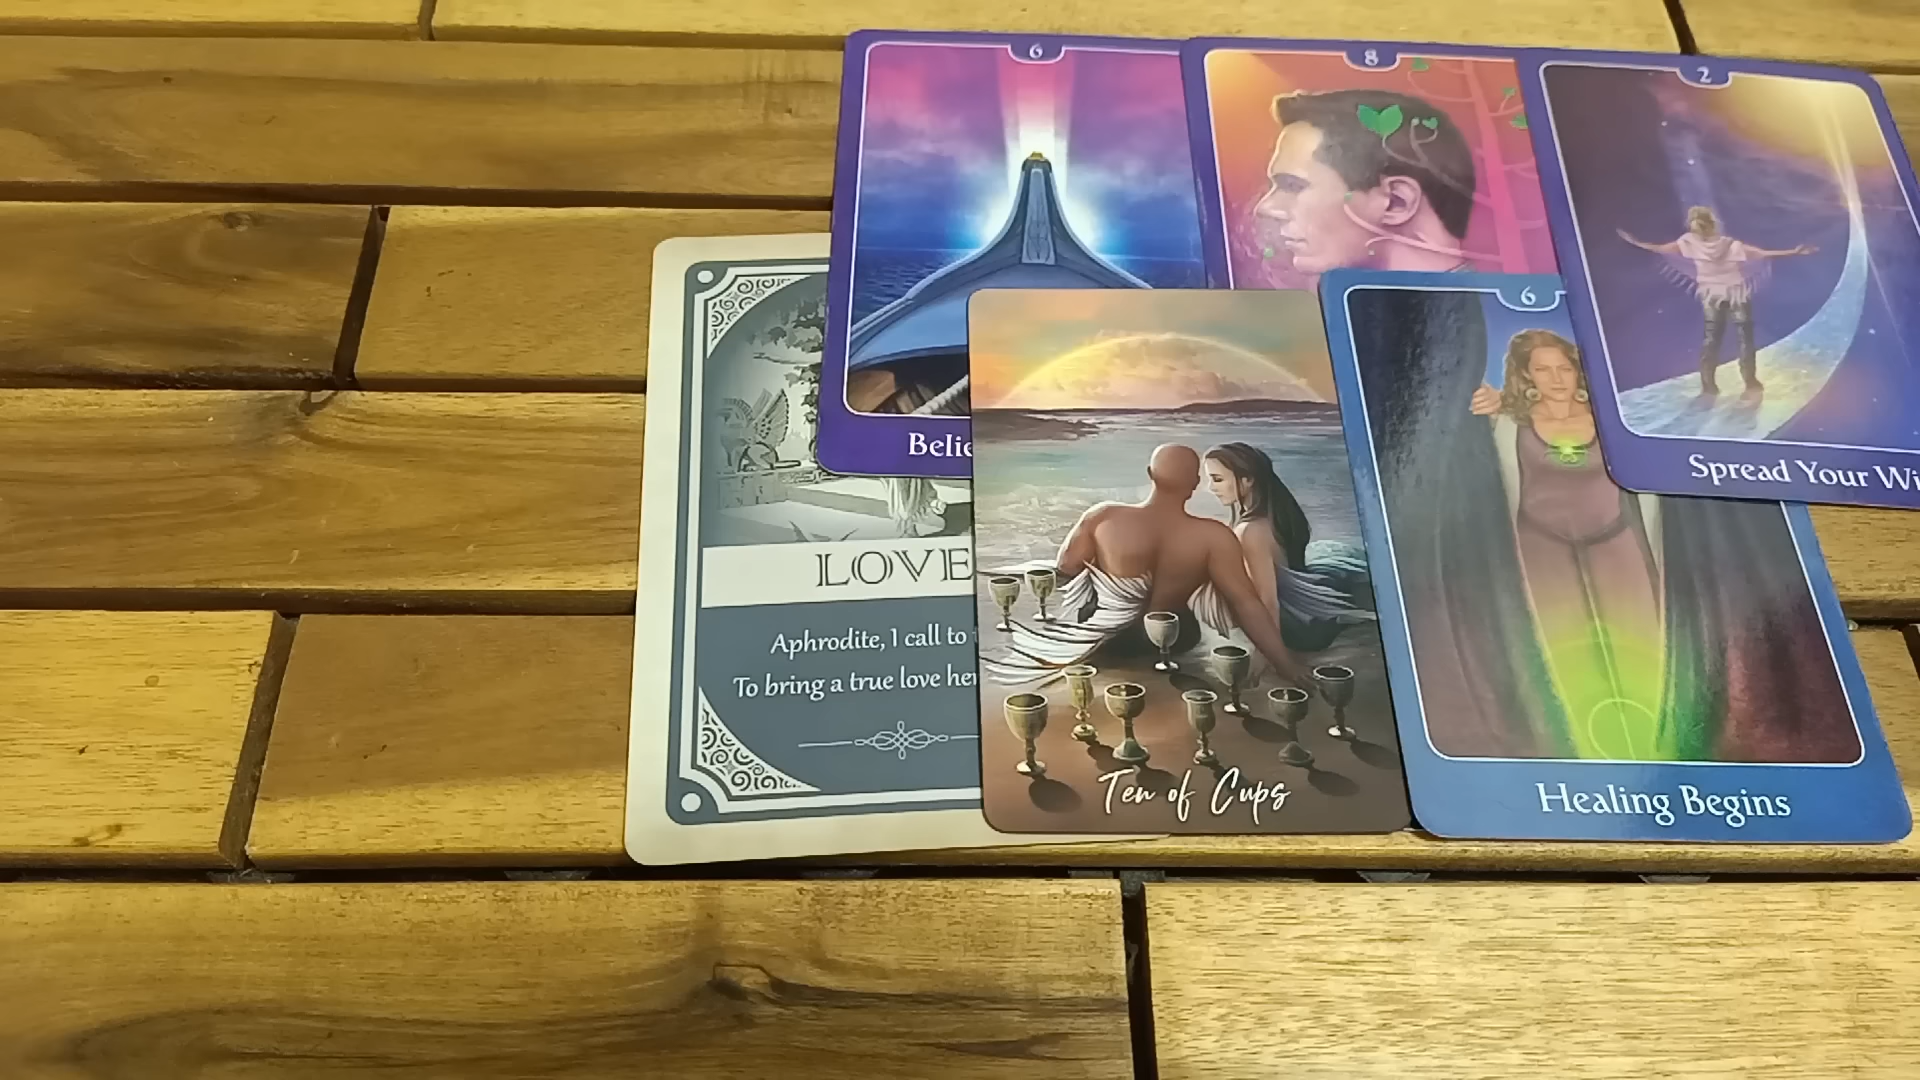 6
8
2
Belie
6
Spread Your Wi
LOVE
Aphrodite, I call to
To bring a true love her
Ten of Cups
Healing Begins